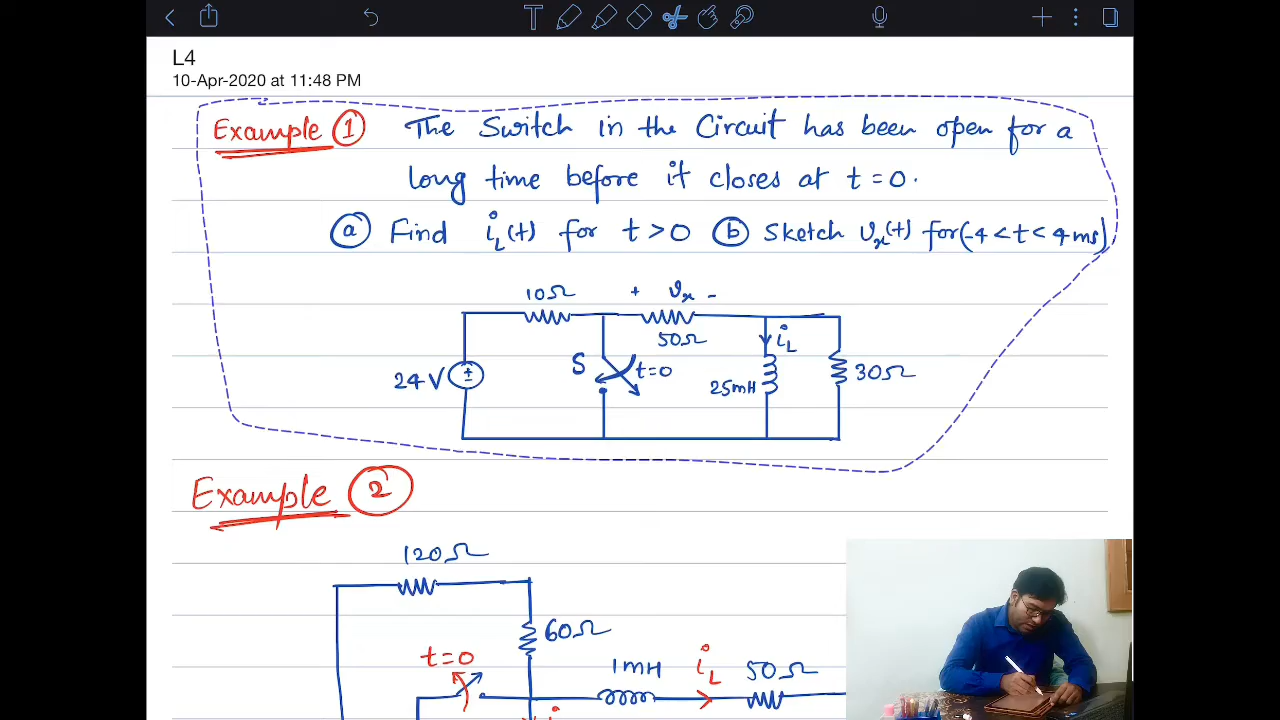 L4
10-Apr-2020 at 11:48 PM
Example 1 The Switch in the Circuit has been open for a
long time before it closes at t = 0.
a Find iL(t) for t > 0 b Sketch vx(t) for (-4 < t < 4 ms)
10Ω + vx -
50Ω
S t=0 iL
24V + - 25mH 30Ω
Example 2
120Ω
60Ω
t=0 1mH iL 50Ω
i